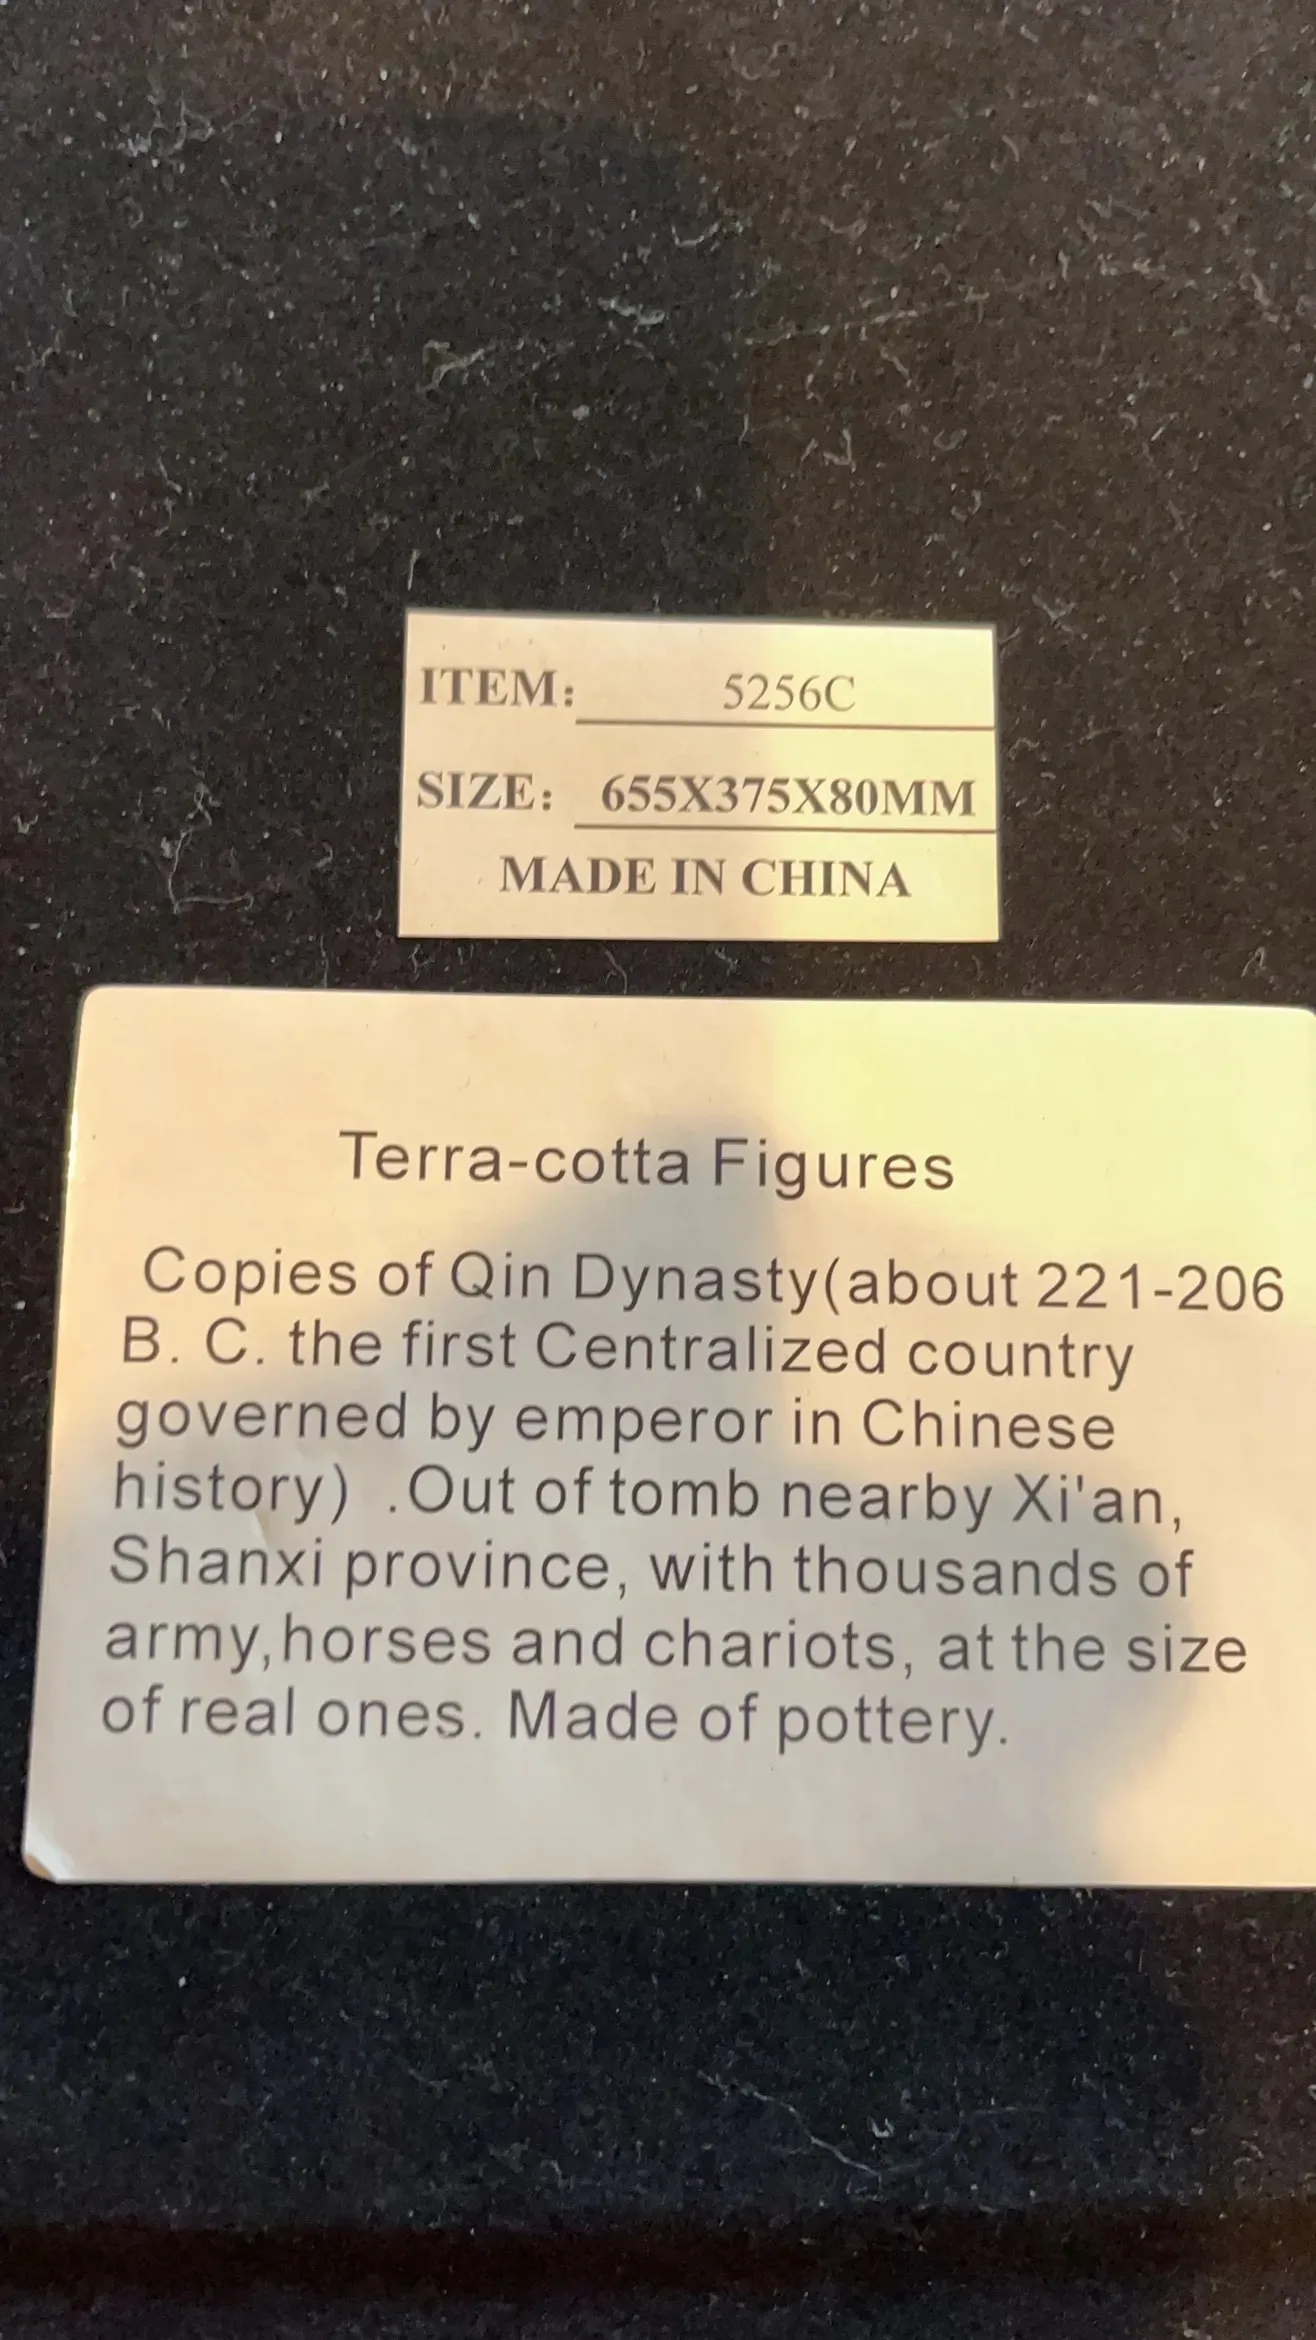 ITEM: 5256C
SIZE: 655X375X80MM
MADE IN CHINA
Terra-cotta Figures
Copies of Qin Dynasty(about 221-206
B. C. the first Centralized country
governed by emperor in Chinese
history) .Out of tomb nearby Xi'an,
Shanxi province, with thousands of
army,horses and chariots, at the size
of real ones. Made of pottery.